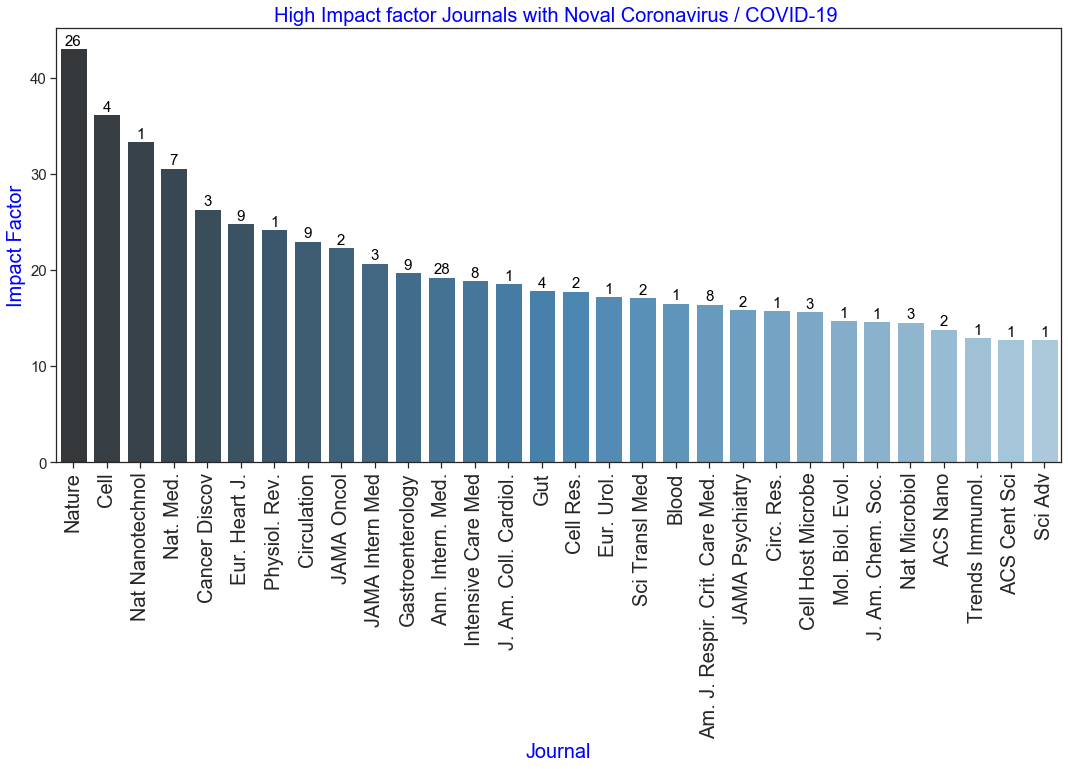 High Impact factor Journals with Noval Coronavirus / COVID-19
Impact Factor
40
30
20
10
0
26
4
1
7
3
9
1
9
2
3
9
28
8
1
4
2
1
2
1
8
2
1
3
1
1
3
2
1
1
1
Nature
Cell
Nat Nanotechnol
Nat. Med.
Cancer Discov
Eur. Heart J.
Physiol. Rev.
Circulation
JAMA Oncol
JAMA Intern Med
Gastroenterology
Ann. Intern. Med.
Intensive Care Med
J. Am. Coll. Cardiol.
Gut
Cell Res.
Eur. Urol.
Sci Transl Med
Blood
Am. J. Respir. Crit. Care Med.
JAMA Psychiatry
Circ. Res.
Cell Host Microbe
Mol. Biol. Evol.
J. Am. Chem. Soc.
Nat Microbiol
ACS Nano
Trends Immunol.
ACS Cent Sci
Sci Adv
Journal